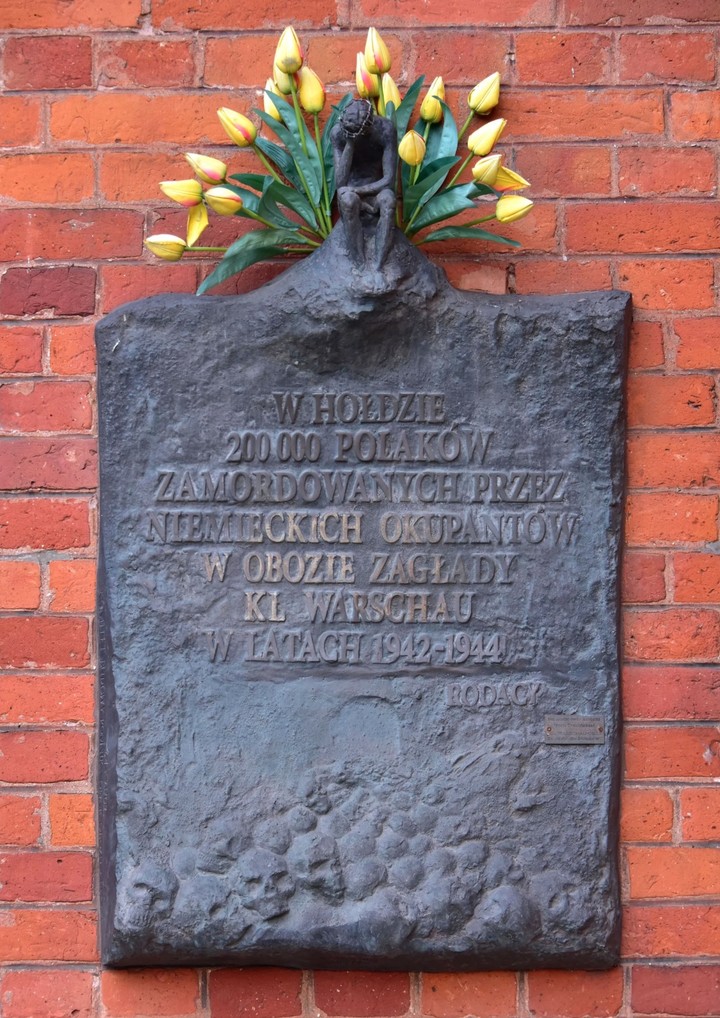 W HOŁDZIE
200 000 POLAKÓW
ZAMORDOWANYCH PRZEZ
NIEMIECKICH OKUPANTÓW
W OBOZIE ZAGŁADY
KL WARSCHAU
W LATACH 1942-1944
RODACY